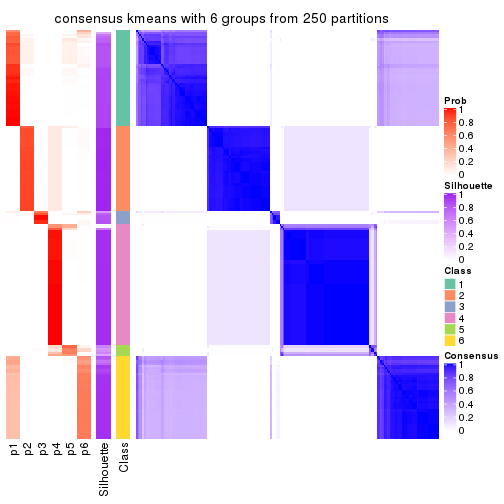 consensus kmeans with 6 groups from 250 partitions
Prob
1
0.8
0.6
0.4
0.2
0
Silhouette
1
0.8
0.6
0.4
0.2
0
Class
1
2
3
4
5
6
Consensus
1
0.8
0.6
0.4
0.2
0
p1
p2
p3
p4
p5
p6
Silhouette
Class